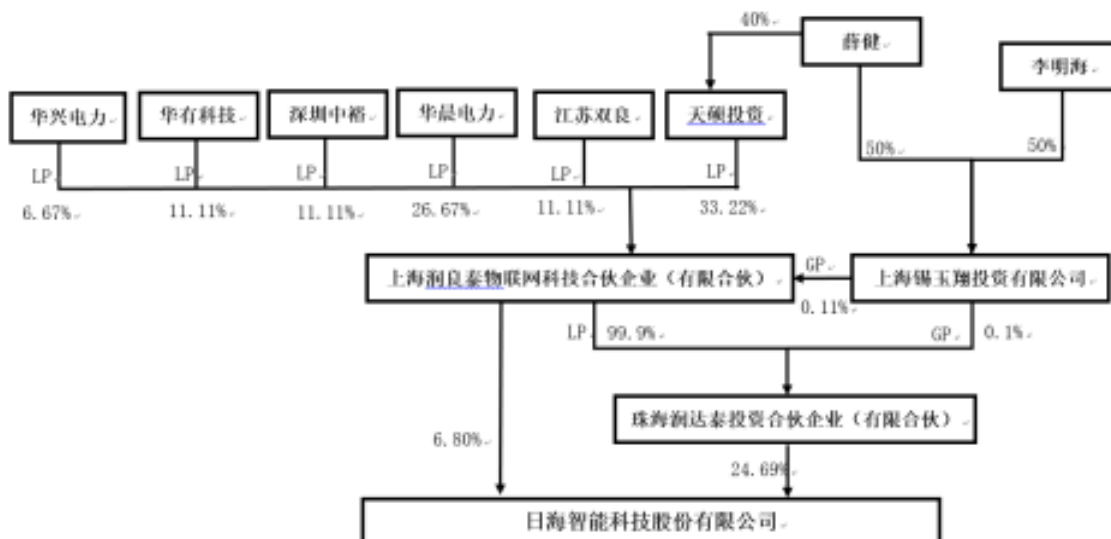 40%
薛健
李明海
华兴电力
华有科技
深圳中裕
华晨电力
江苏双良
天硕投资
50%
50%
LP
LP
LP
LP
LP
LP
6.67%
11.11%
11.11%
26.67%
11.11%
33.22%
上海润良泰物联网科技合伙企业（有限合伙）
GP
0.11%
上海锡玉翔投资有限公司
LP
99.9%
GP
0.1%
珠海润达泰投资合伙企业（有限合伙）
6.80%
24.69%
日海智能科技股份有限公司